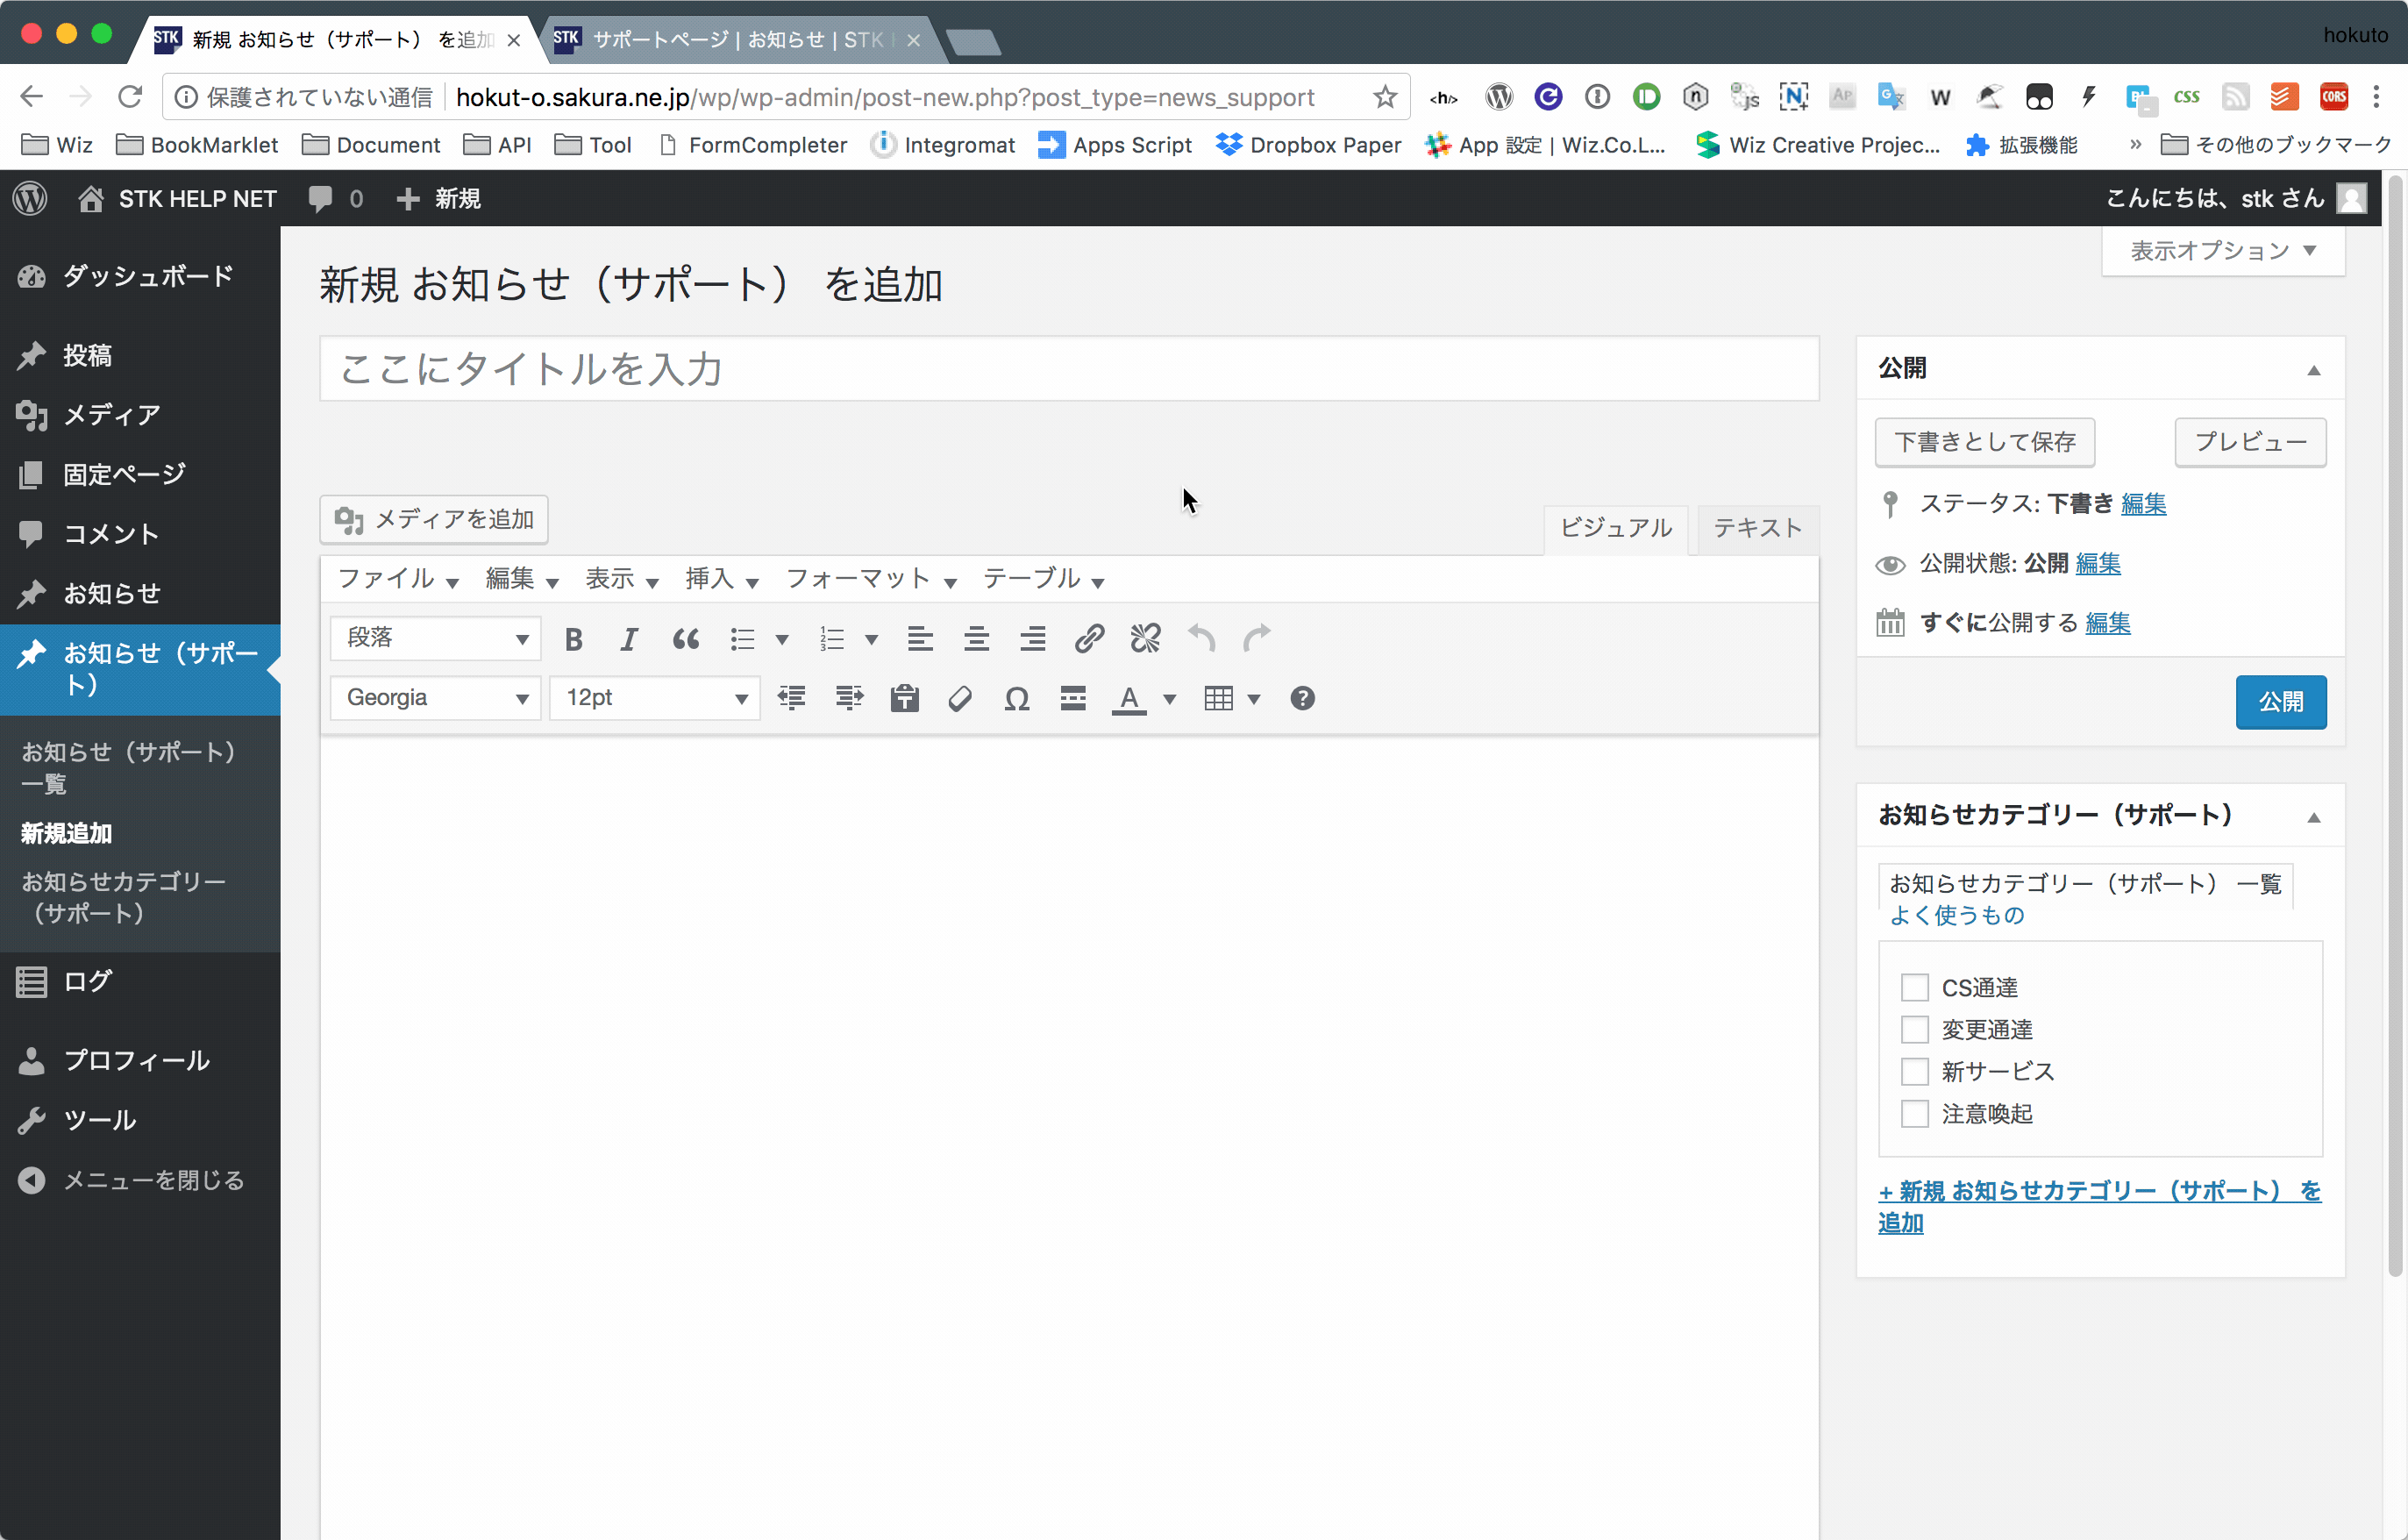 hokuto
STK 新規 お知らせ（サポート） を追加
STK サポートページ | お知らせ | STK
保護されていない通信 hokut-o.sakura.ne.jp/wp/wp-admin/post-new.php?post_type=news_support
<h/> W css CORS
Wiz BookMarklet Document API Tool FormCompleter Integromat Apps Script Dropbox Paper App 設定 | Wiz.Co.L... Wiz Creative Projec... 拡張機能 » その他のブックマーク
STK HELP NET 0 新規 こんにちは、stk さん
表示オプション
ダッシュボード
投稿
メディア
固定ページ
コメント
お知らせ
お知らせ（サポー
ト）
お知らせ（サポート）
一覧
新規追加
お知らせカテゴリー
（サポート）
ログ
プロフィール
ツール
メニューを閉じる
新規 お知らせ（サポート） を追加
ここにタイトルを入力
メディアを追加
ビジュアル テキスト
ファイル 編集 表示 挿入 フォーマット テーブル
段落 B I
Georgia 12pt Ω A
公開
下書きとして保存 プレビュー
ステータス: 下書き 編集
公開状態: 公開 編集
すぐに公開する 編集
公開
お知らせカテゴリー（サポート）
お知らせカテゴリー（サポート） 一覧
よく使うもの
CS通達
変更通達
新サービス
注意喚起
+ 新規 お知らせカテゴリー（サポート） を
追加